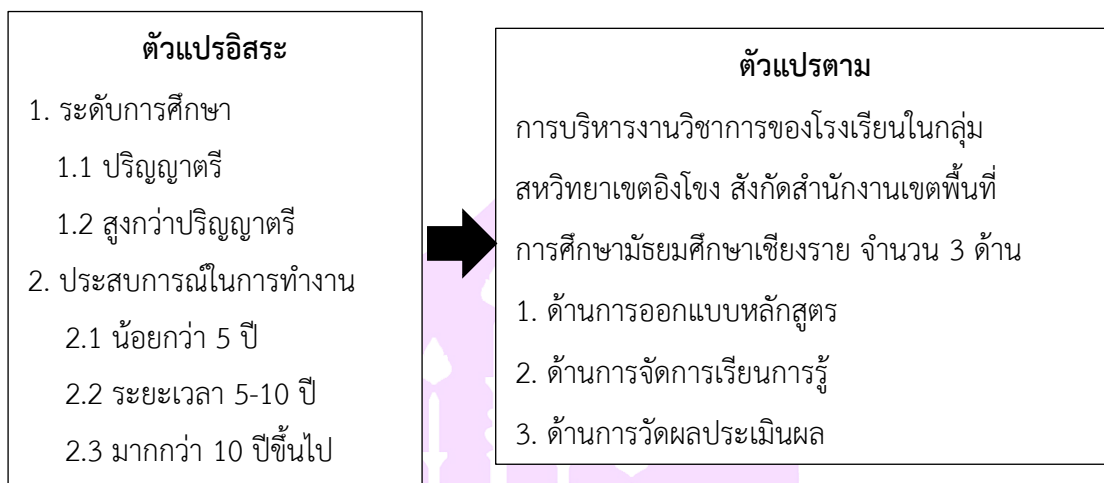 ตัวแปรอิสระ
1. ระดับการศึกษา
1.1 ปริญญาตรี
1.2 สูงกว่าปริญญาตรี
2. ประสบการณ์ในการทำงาน
2.1 น้อยกว่า 5 ปี
2.2 ระยะเวลา 5-10 ปี
2.3 มากกว่า 10 ปีขึ้นไป
ตัวแปรตาม
การบริหารงานวิชาการของโรงเรียนในกลุ่ม
สหวิทยาเขตอิงโขง สังกัดสำนักงานเขตพื้นที่
การศึกษามัธยมศึกษาเชียงราย จำนวน 3 ด้าน
1. ด้านการออกแบบหลักสูตร
2. ด้านการจัดการเรียนการรู้
3. ด้านการวัดผลประเมินผล